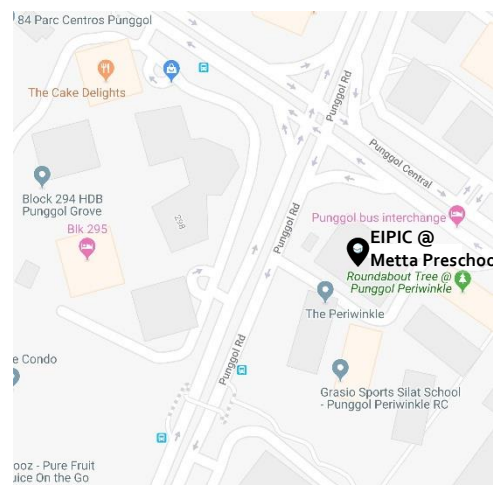 84 Parc Centros Punggol
The Cake Delights
Punggol Rd
Punggol Central
Block 294 HDB
Punggol Grove
298
Blk 295
Punggol Rd
Punggol bus interchange
EIPIC @
Metta Preschoo
Roundabout Tree @
Punggol Periwinkle
The Periwinkle
Punggol Rd
e Condo
Grasio Sports Silat School
- Punggol Periwinkle RC
ooz - Pure Fruit
uice On the Go